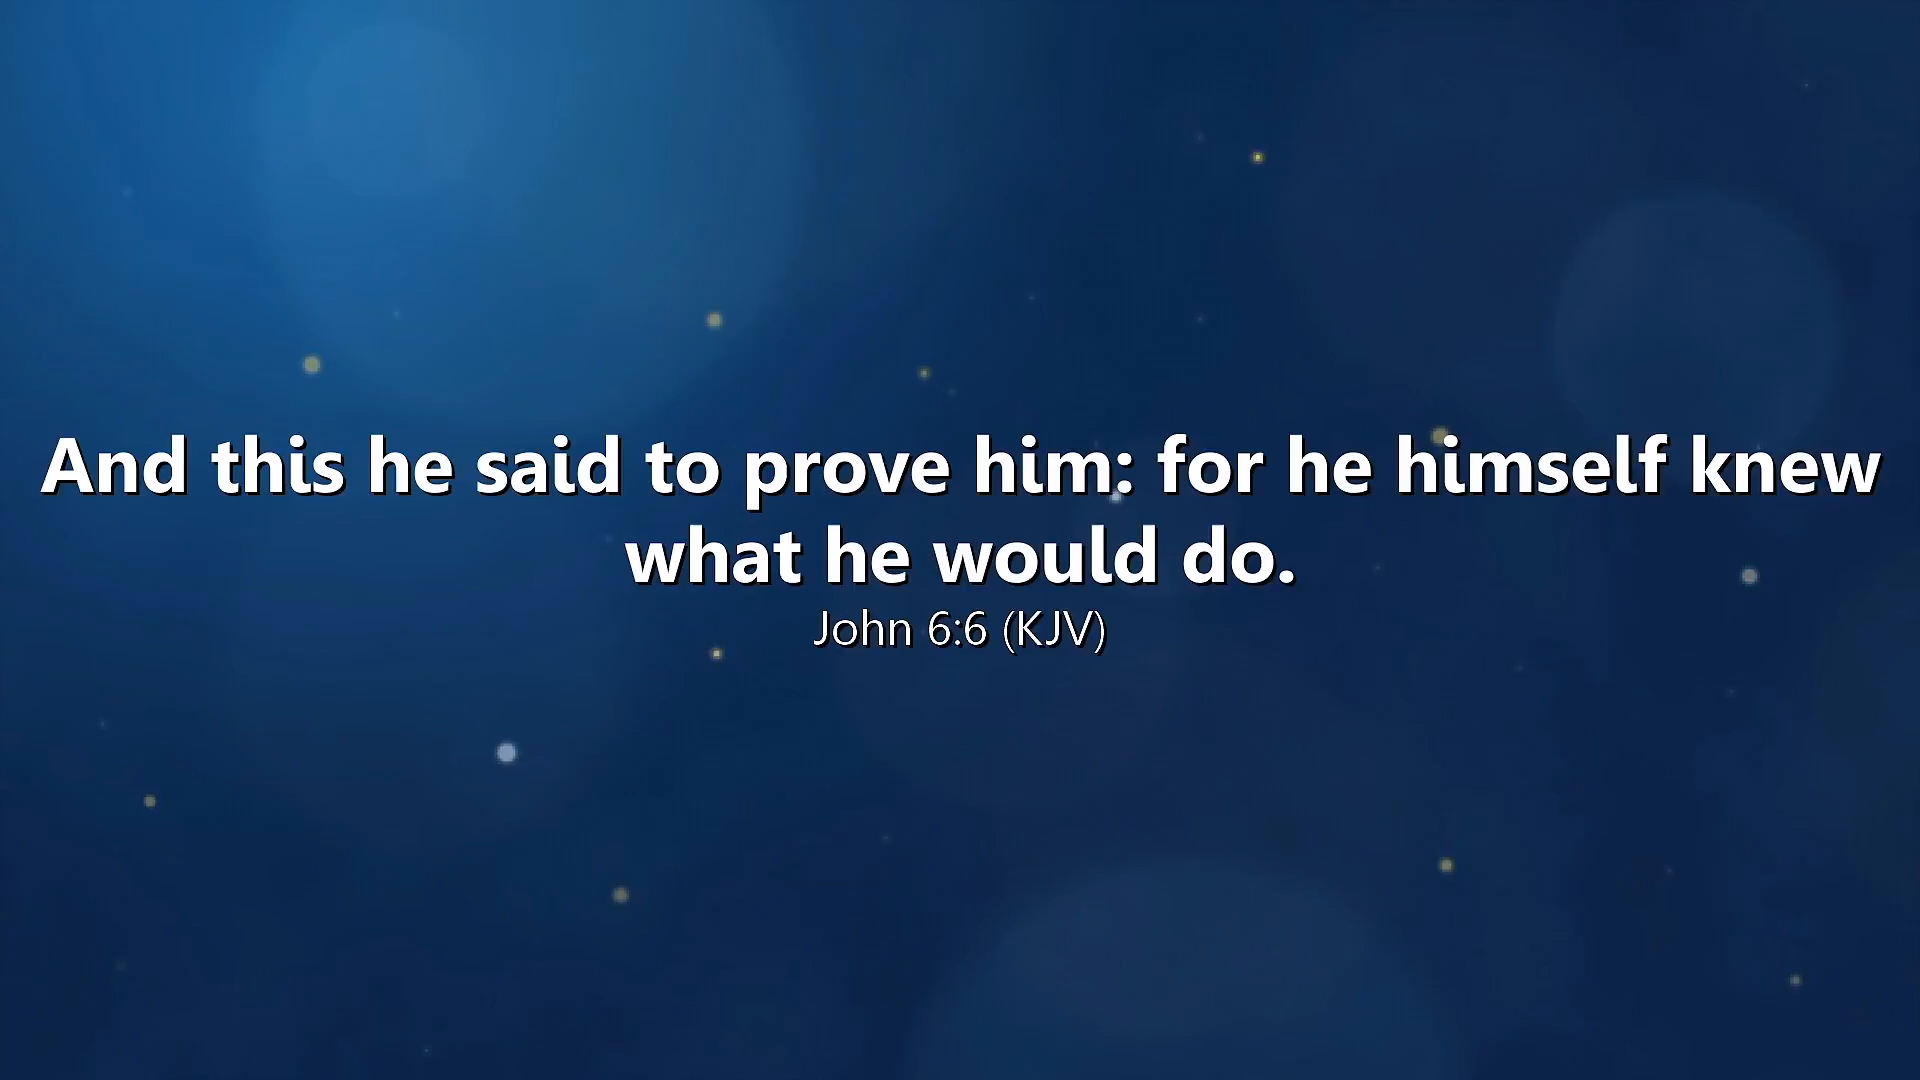 And this he said to prove him: for he himself knew
what he would do.
John 6:6 (KJV)